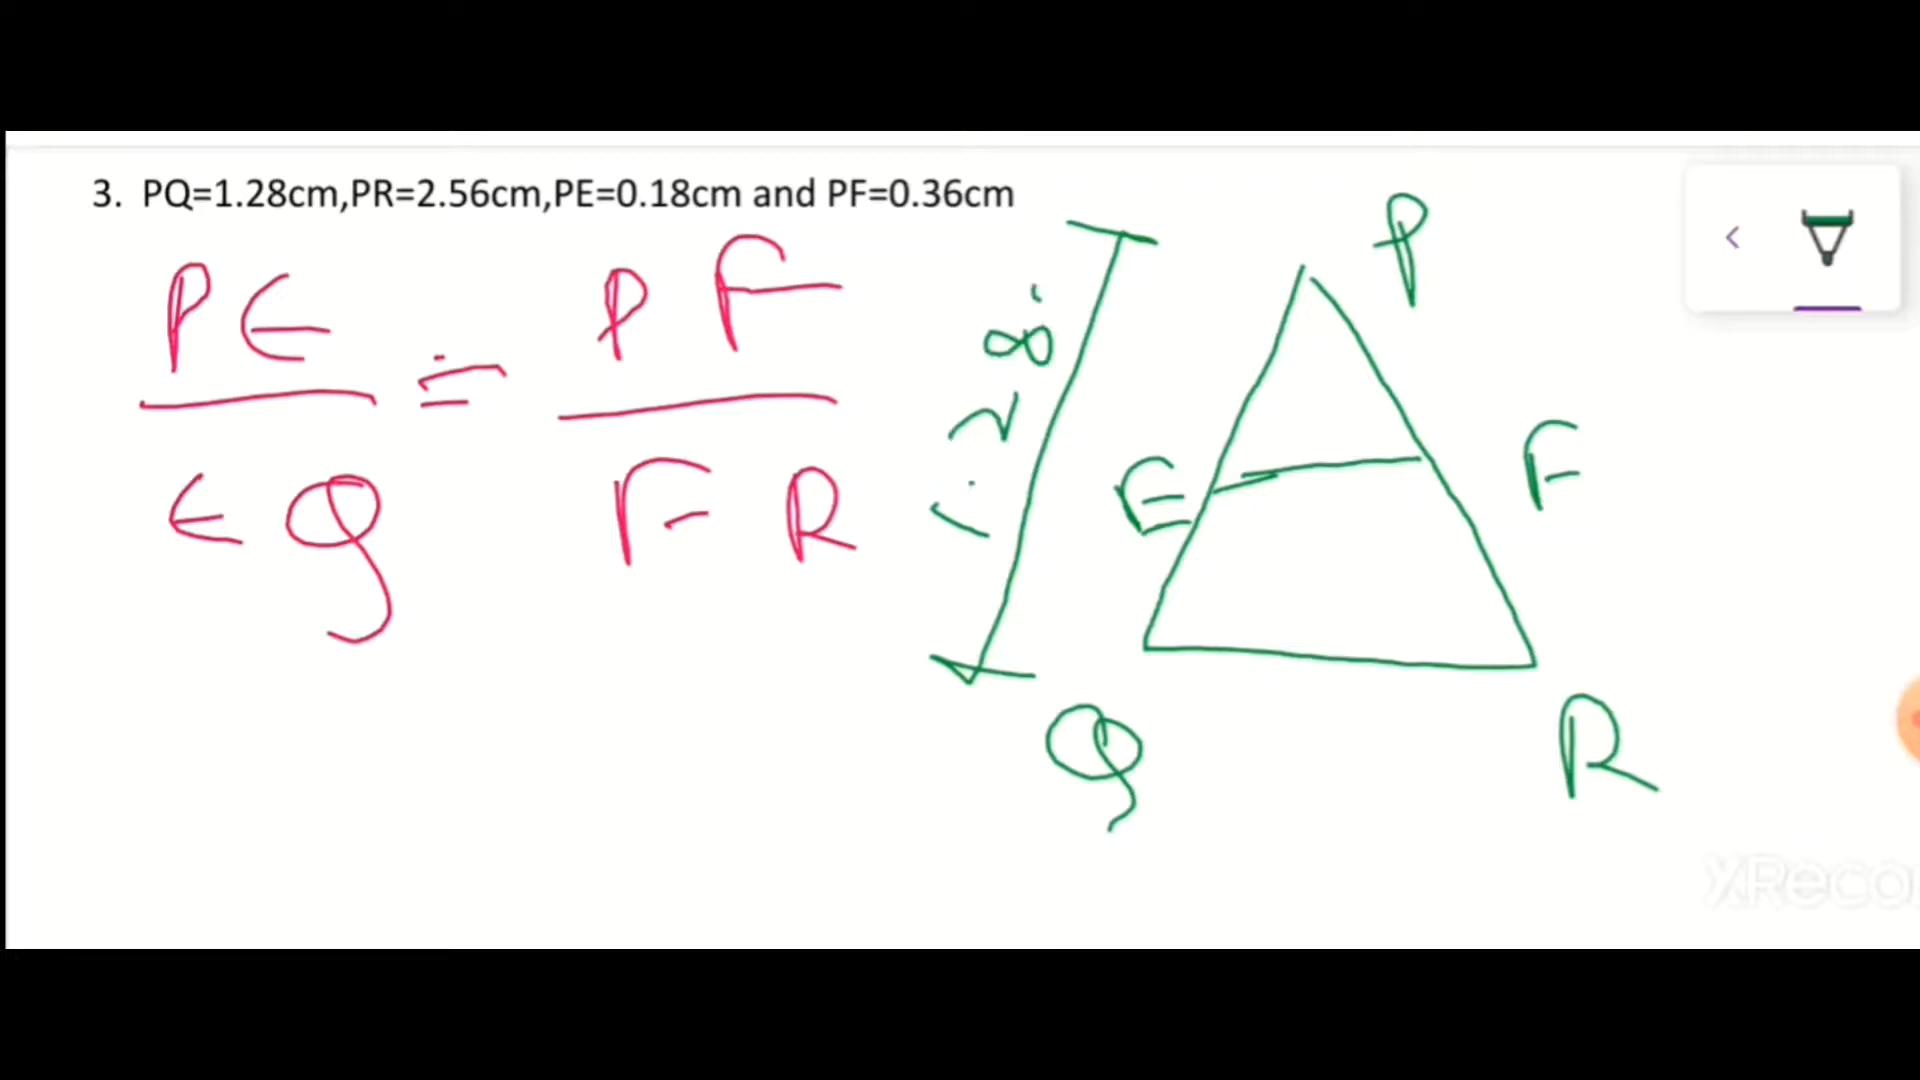 3. PQ=1.28cm,PR=2.56cm,PE=0.18cm and PF=0.36cm
PE = PF
EQ FR
1.28
P
E
F
Q
R